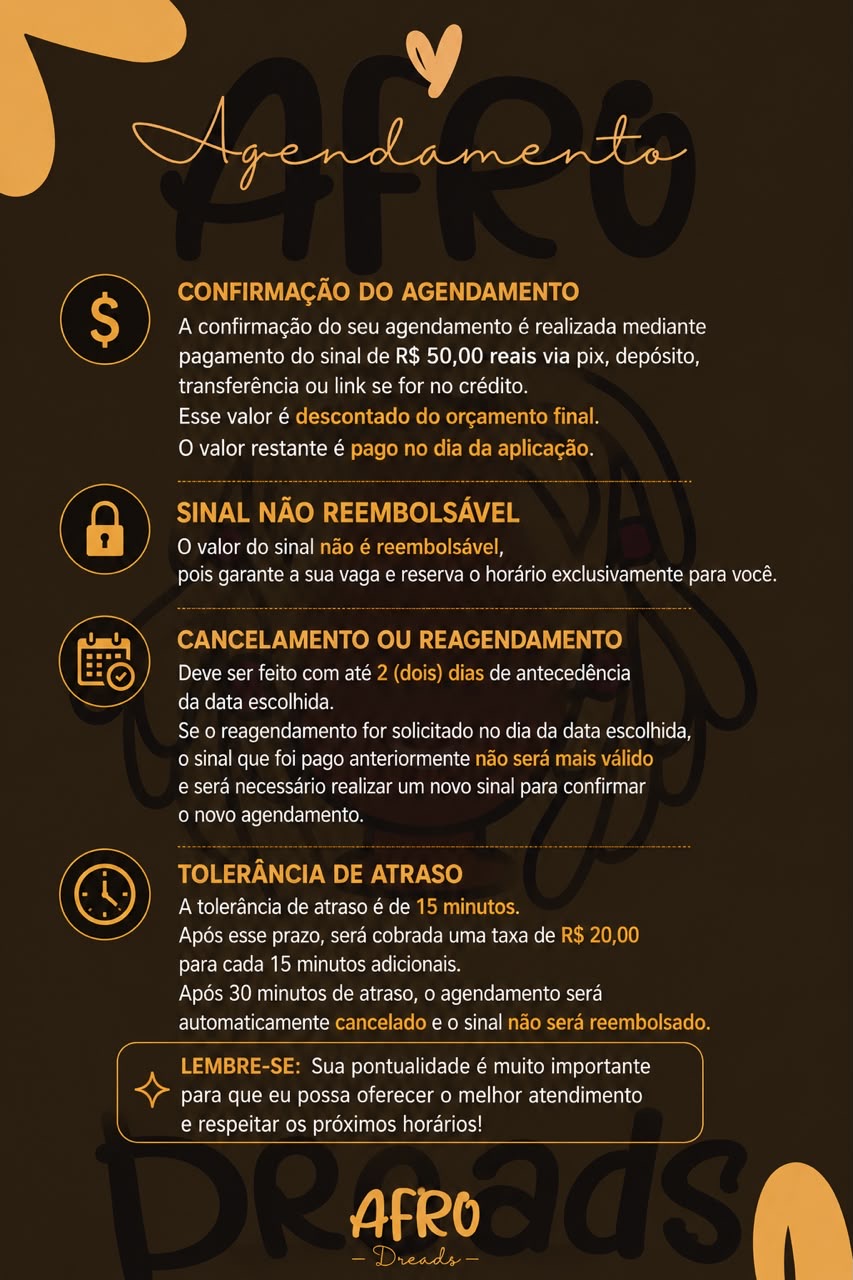 AFRO
Agendamento
CONFIRMAÇÃO DO AGENDAMENTO
A confirmação do seu agendamento é realizada mediante
pagamento do sinal de R$ 50,00 reais via pix, depósito,
transferência ou link se for no crédito.
Esse valor é descontado do orçamento final.
O valor restante é pago no dia da aplicação.
SINAL NÃO REEMBOLSÁVEL
O valor do sinal não é reembolsável,
pois garante a sua vaga e reserva o horário exclusivamente para você.
CANCELAMENTO OU REAGENDAMENTO
Deve ser feito com até 2 (dois) dias de antecedência
da data escolhida.
Se o reagendamento for solicitado no dia da data escolhida,
o sinal que foi pago anteriormente não será mais válido
e será necessário realizar um novo sinal para confirmar
o novo agendamento.
TOLERÂNCIA DE ATRASO
A tolerância de atraso é de 15 minutos.
Após esse prazo, será cobrada uma taxa de R$ 20,00
para cada 15 minutos adicionais.
Após 30 minutos de atraso, o agendamento será
automaticamente cancelado e o sinal não será reembolsado.
LEMBRE-SE: Sua pontualidade é muito importante
para que eu possa oferecer o melhor atendimento
e respeitar os próximos horários!
Dreads
AFRO
Dreads